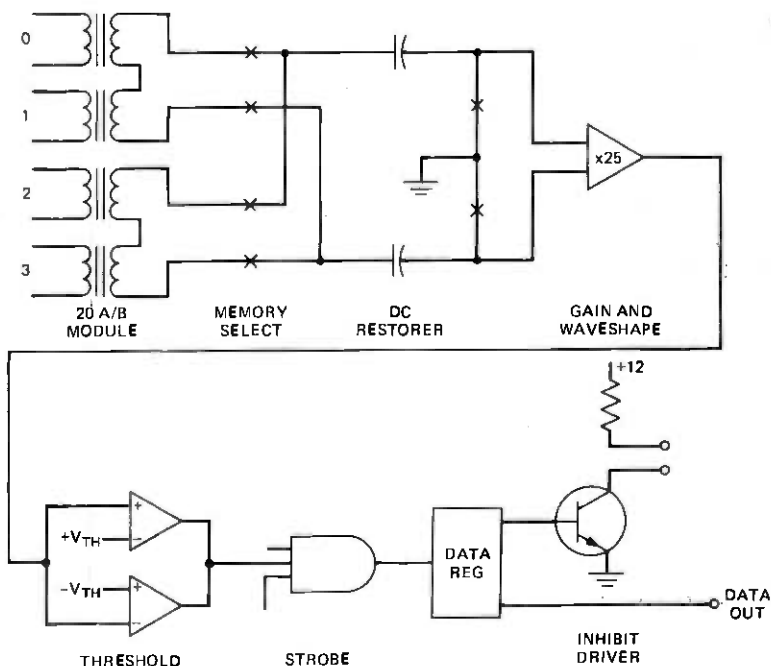 0
1
2
3
x25
20 A/B
MODULE
MEMORY
SELECT
DC
RESTORER
GAIN AND
WAVESHAPE
+12
+
+VTH
−
−VTH
+
−
DATA
REG
DATA
OUT
THRESHOLD
STROBE
INHIBIT
DRIVER